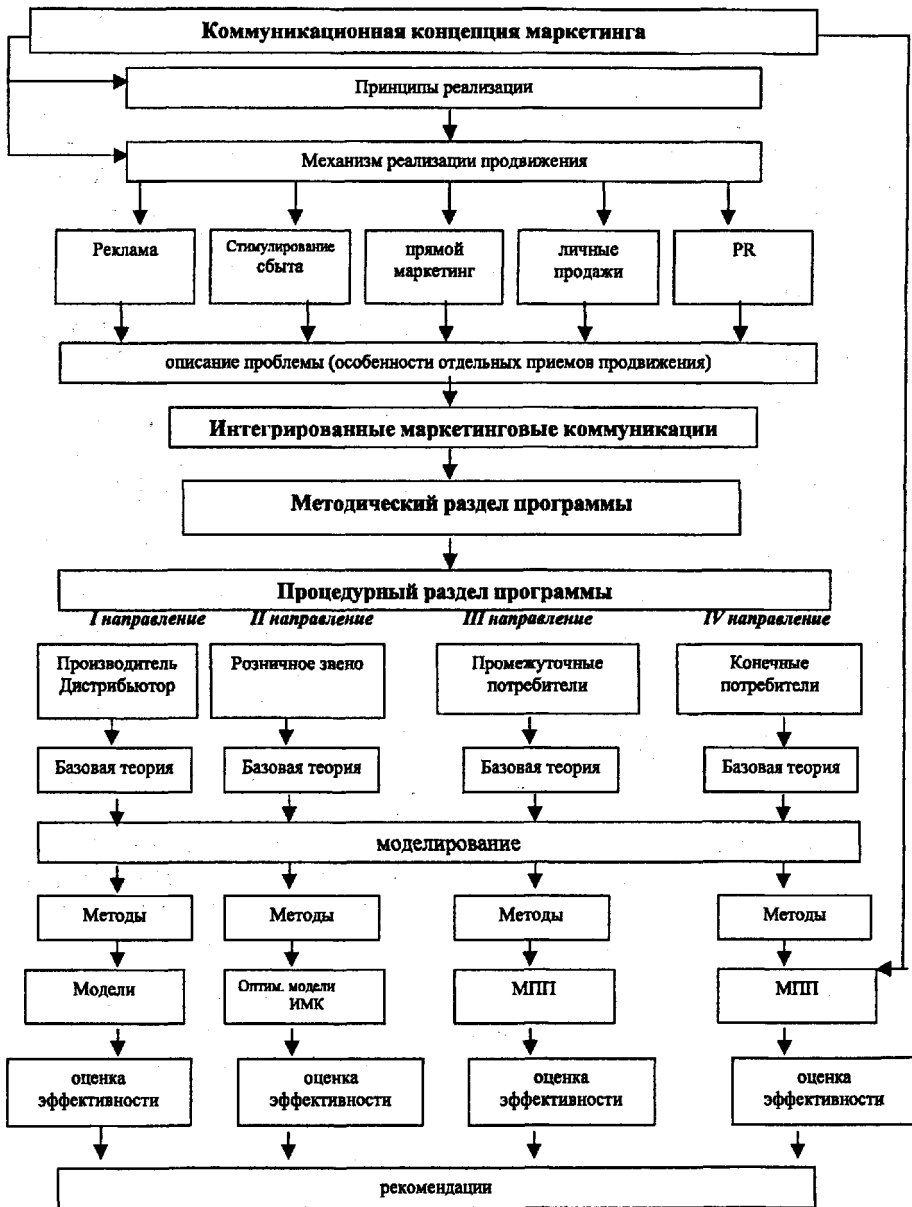 Коммуникационная концепция маркетинга
Принципы реализации
Механизм реализации продвижения
Реклама
Стимулирование
сбыта
прямой
маркетинг
личные
продажи
PR
описание проблемы (особенности отдельных приемов продвижения)
Интегрированные маркетинговые коммуникации
Методический раздел программы
Процедурный раздел программы
I направление
II направление
III направление
IV направление
Производитель
Дистрибьютор
Розничное звено
Промежуточные
потребители
Конечные
потребители
Базовая теория
Базовая теория
Базовая теория
Базовая теория
моделирование
Методы
Методы
Методы
Методы
Модели
Оптим. модели
ИМК
МПП
МПП
оценка
эффективности
оценка
эффективности
оценка
эффективности
оценка
эффективности
рекомендации